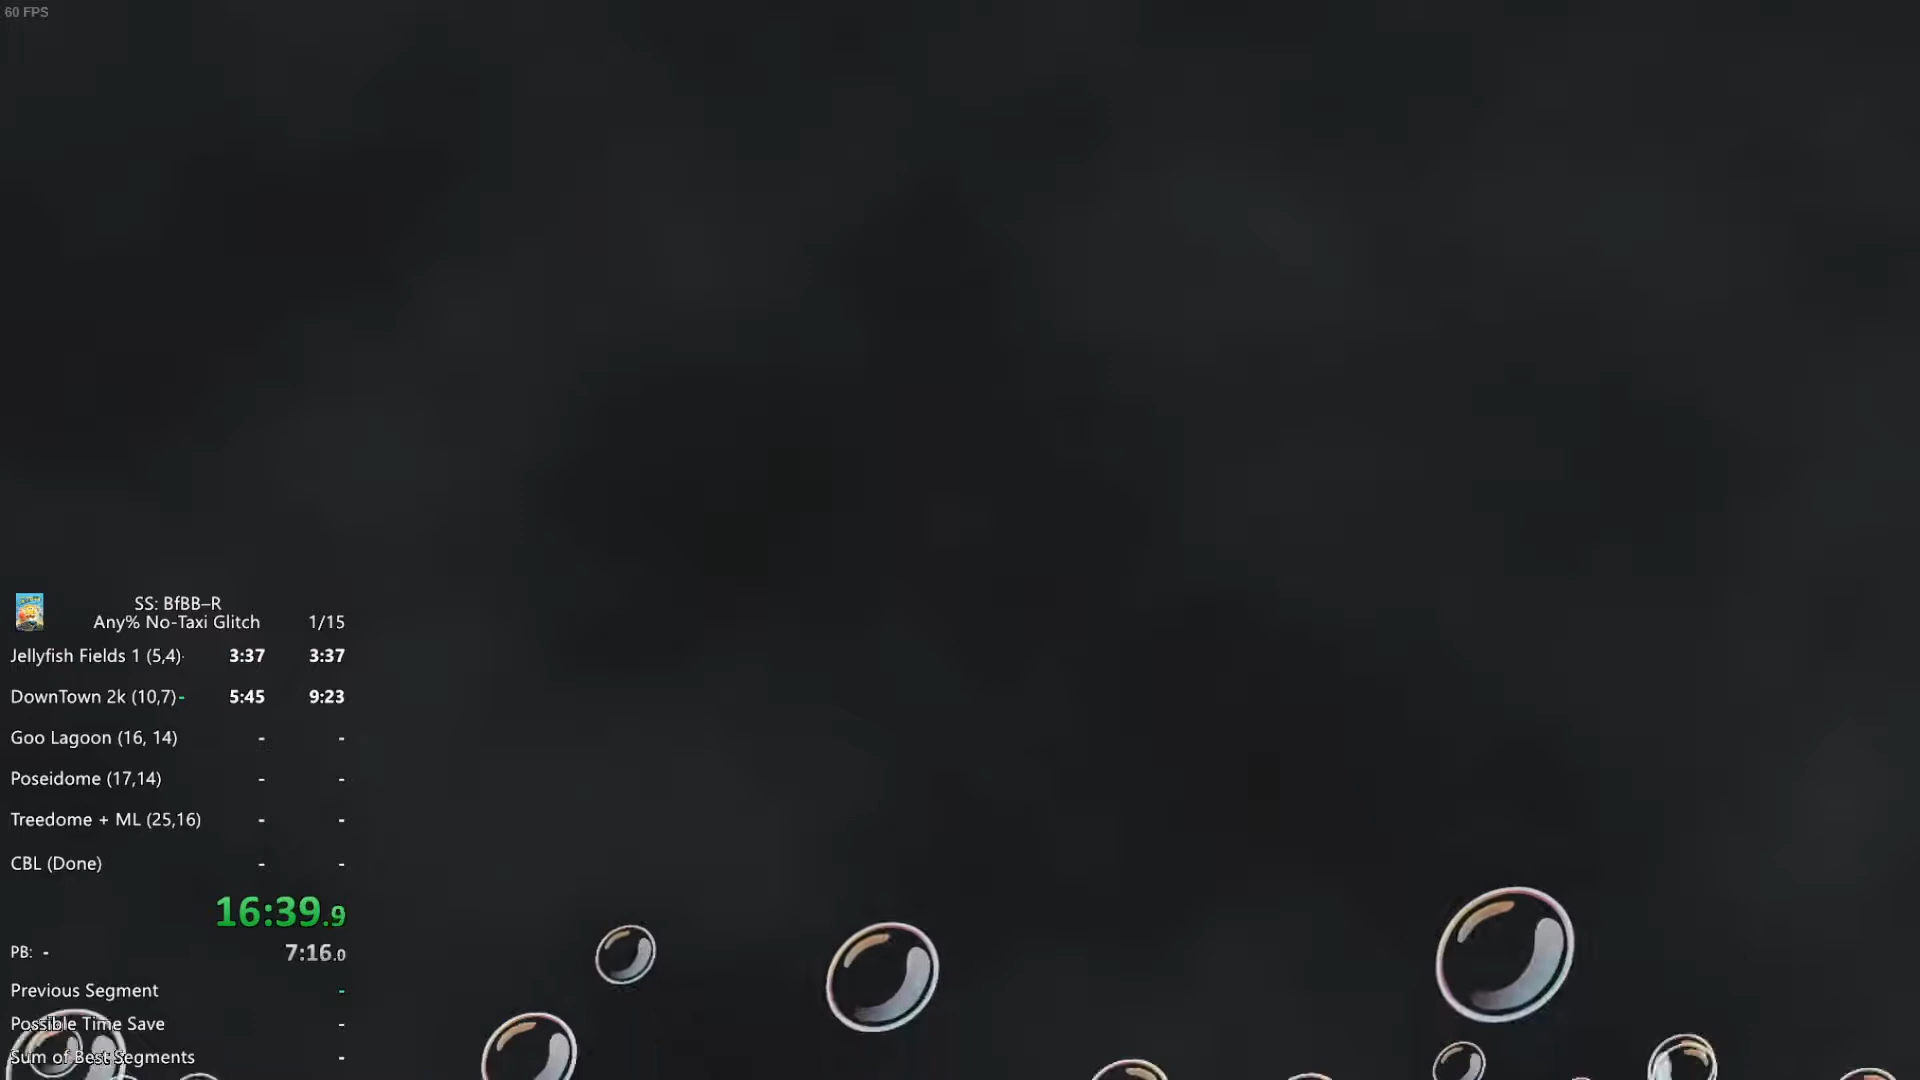 60 FPS
SS: BfBB–R
Any% No-Taxi Glitch 1/15
Jellyfish Fields 1 (5,4) 3:37 3:37
DownTown 2k (10,7) - 5:45 9:23
Goo Lagoon (16, 14) - -
Poseidome (17,14) - -
Treedome + ML (25,16) - -
CBL (Done) - -
16:39.9
PB: - 7:16.0
Previous Segment -
Possible Time Save -
Sum of Best Segments -